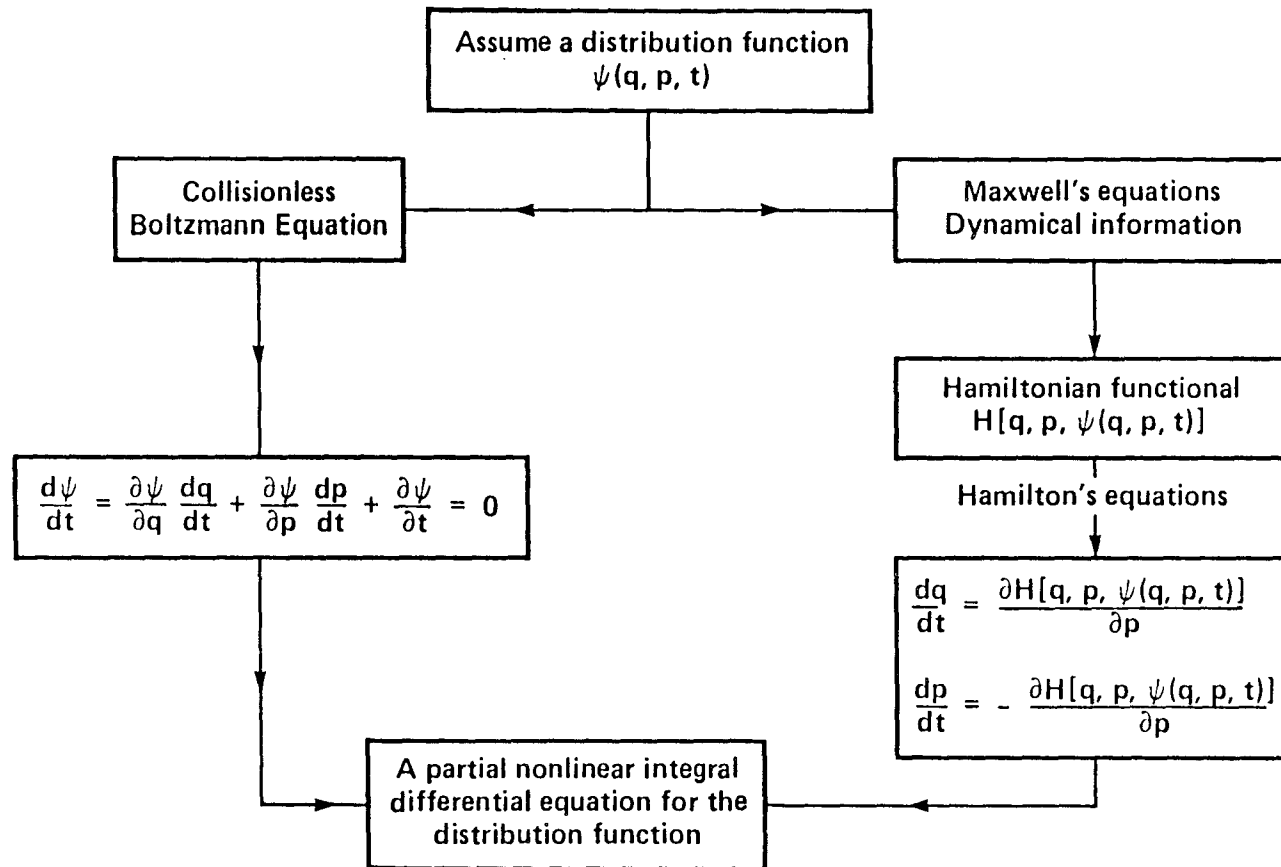 Assume a distribution function
ψ(q, p, t)
Collisionless
Boltzmann Equation
Maxwell's equations
Dynamical information
Hamiltonian functional
H[q, p, ψ(q, p, t)]
dψ/dt = ∂ψ/∂q dq/dt + ∂ψ/∂p dp/dt + ∂ψ/∂t = 0
Hamilton's equations
dq/dt = ∂H[q, p, ψ(q, p, t)]/∂p
dp/dt = - ∂H[q, p, ψ(q, p, t)]/∂p
A partial nonlinear integral
differential equation for the
distribution function